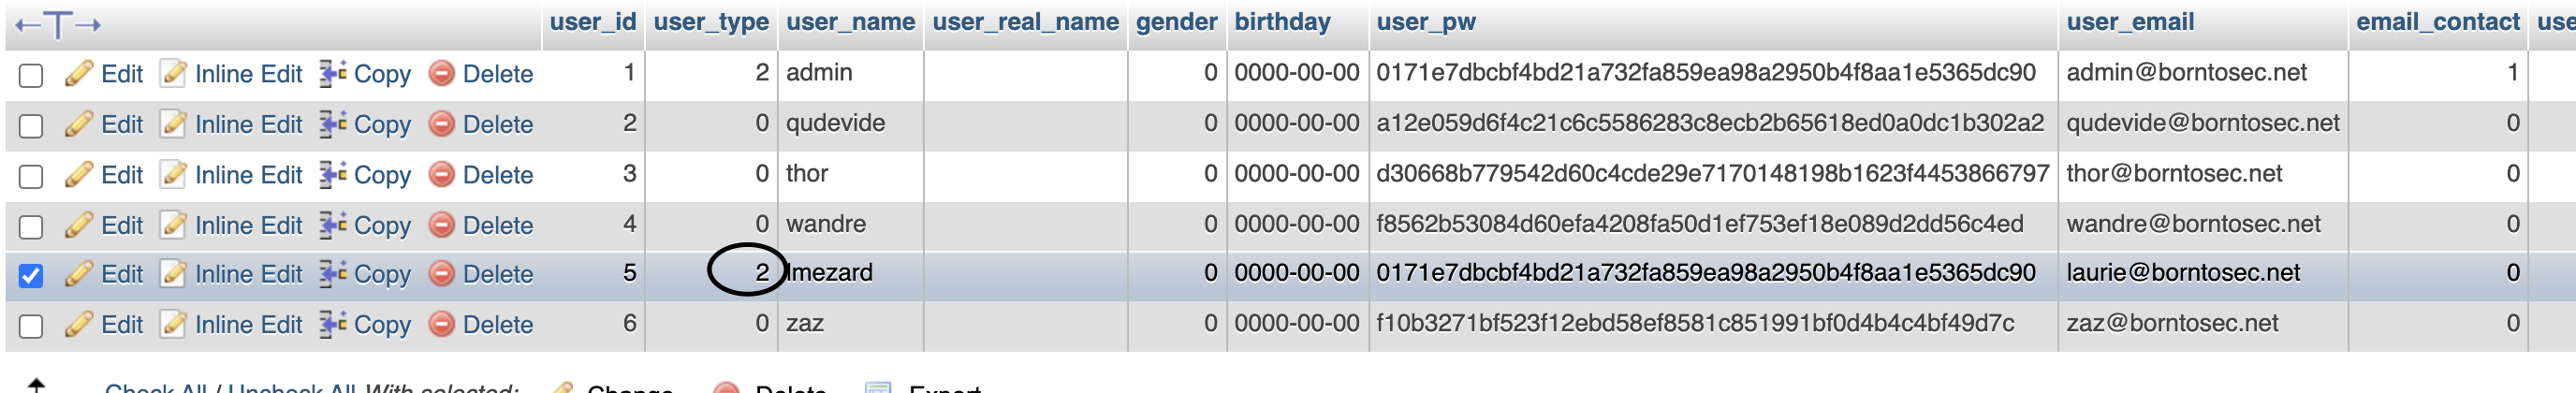 user_id user_type user_name user_real_name gender birthday user_pw user_email email_contact use
Edit Inline Edit Copy Delete 1 2 admin 0 0000-00-00 0171e7dbcbf4bd21a732fa859ea98a2950b4f8aa1e5365dc90 admin@borntosec.net 1
Edit Inline Edit Copy Delete 2 0 qudevide 0 0000-00-00 a12e059d6f4c21c6c5586283c8ecb2b65618ed0a0dc1b302a2 qudevide@borntosec.net 0
Edit Inline Edit Copy Delete 3 0 thor 0 0000-00-00 d30668b779542d60c4cde29e7170148198b1623f4453866797 thor@borntosec.net 0
Edit Inline Edit Copy Delete 4 0 wandre 0 0000-00-00 f8562b53084d60efa4208fa50d1ef753ef18e089d2dd56c4ed wandre@borntosec.net 0
Edit Inline Edit Copy Delete 5 2 lmezard 0 0000-00-00 0171e7dbcbf4bd21a732fa859ea98a2950b4f8aa1e5365dc90 laurie@borntosec.net 0
Edit Inline Edit Copy Delete 6 0 zaz 0 0000-00-00 f10b3271bf523f12ebd58ef8581c851991bf0d4b4c4bf49d7c zaz@borntosec.net 0
Check All / Uncheck All With selected: Change Delete Export